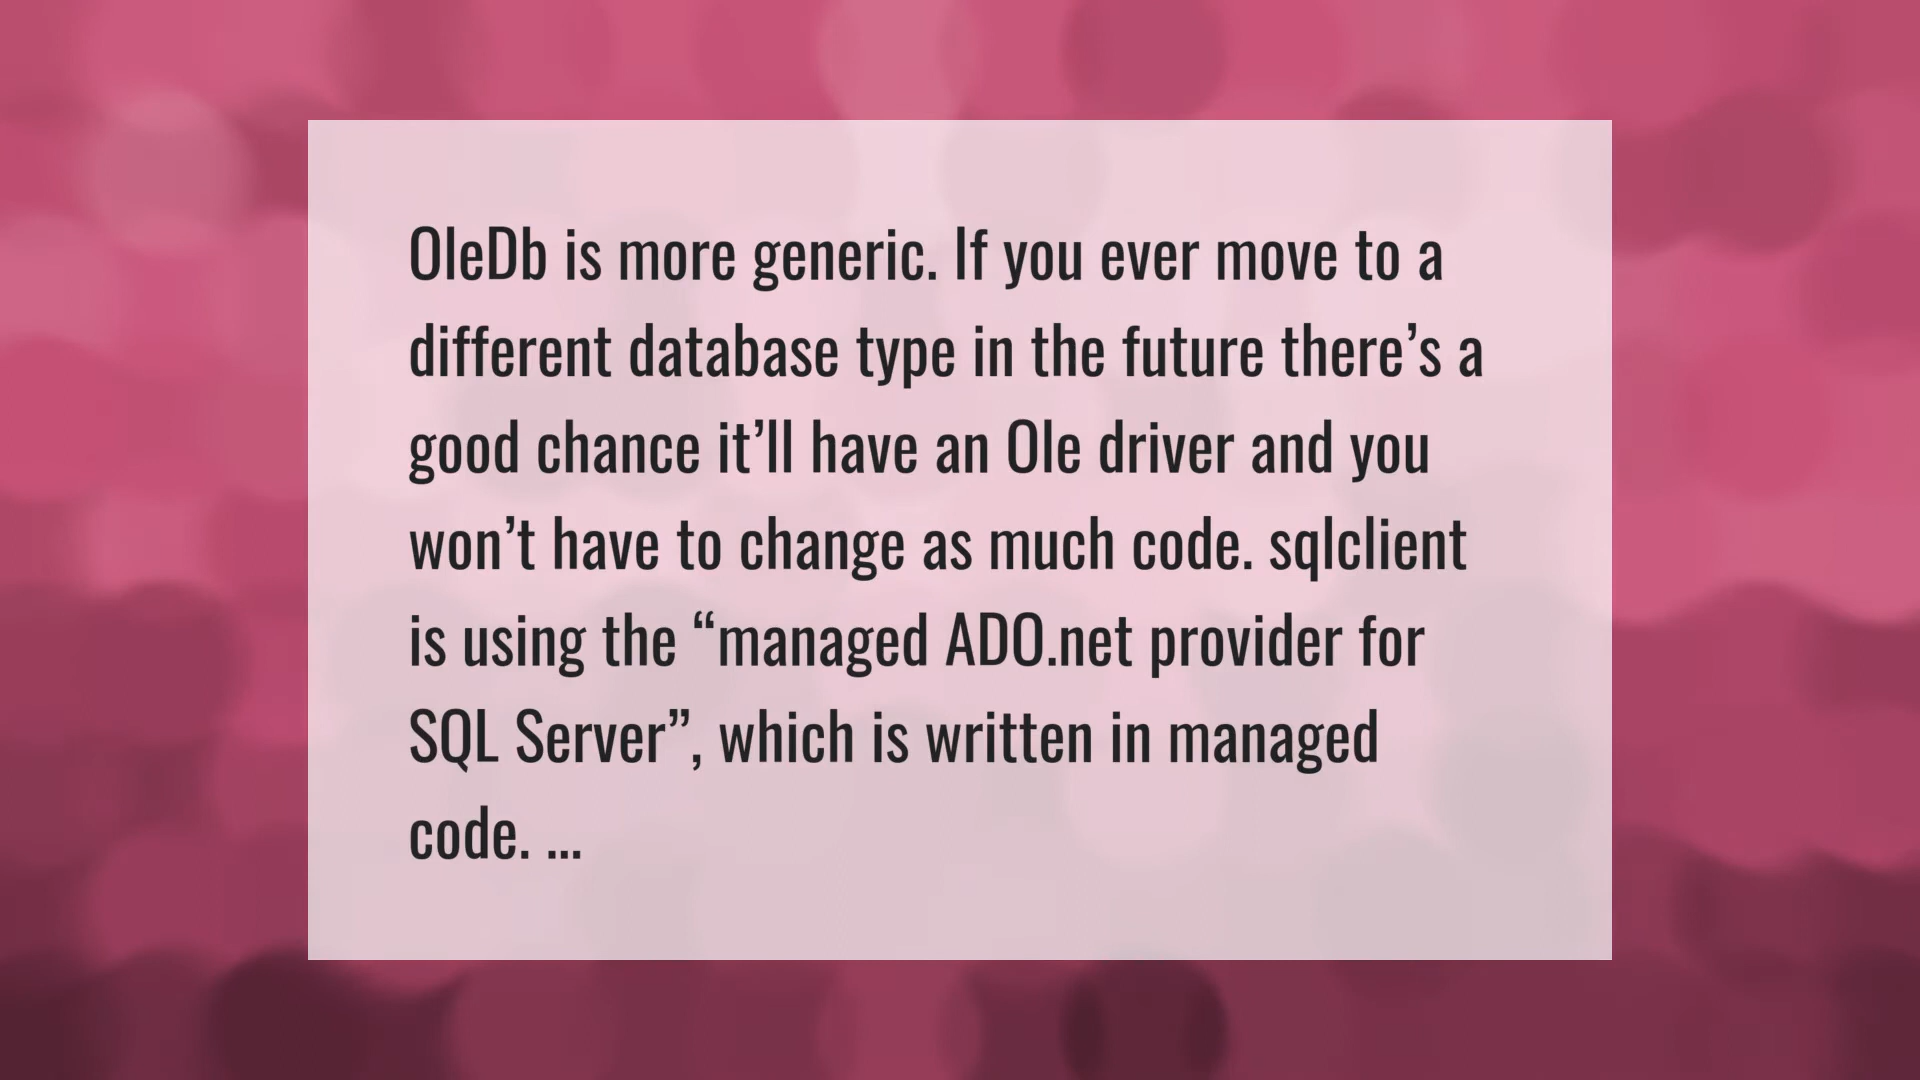 OleDb is more generic. If you ever move to a
different database type in the future there’s a
good chance it’ll have an Ole driver and you
won’t have to change as much code. sqlclient
is using the “managed ADO.net provider for
SQL Server”, which is written in managed
code. ...